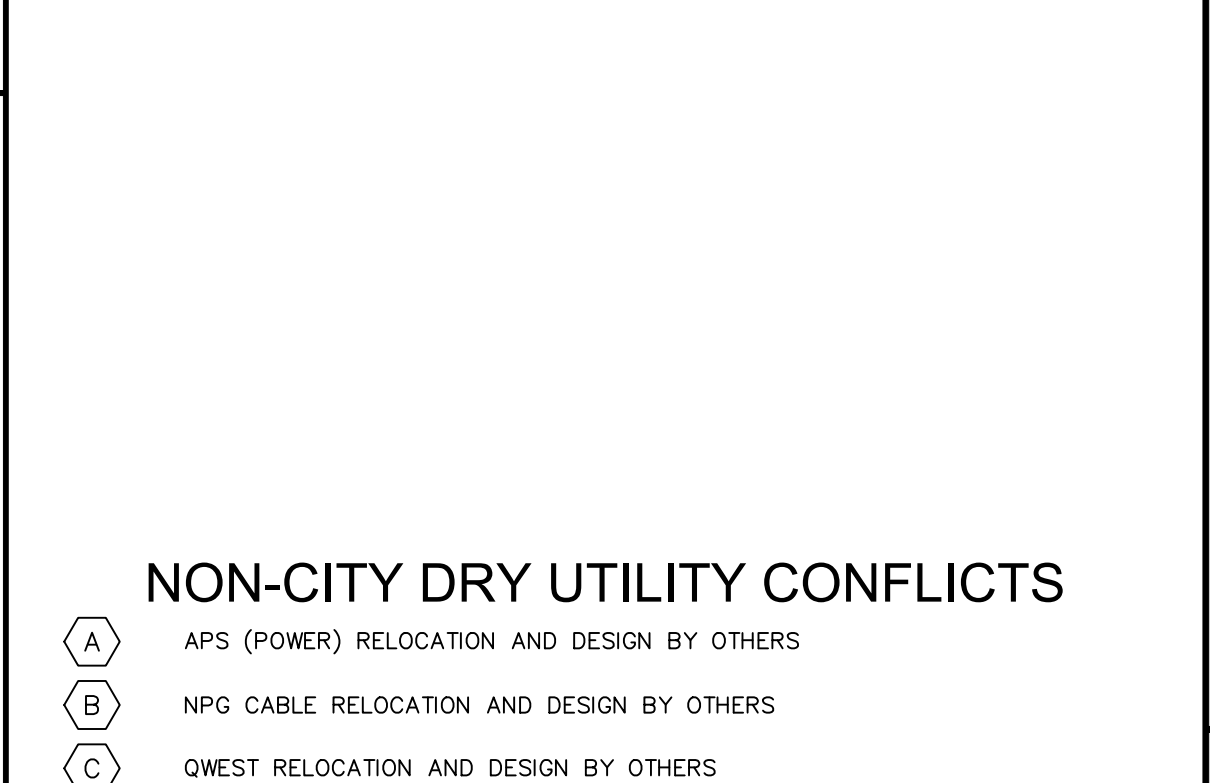 NON-CITY DRY UTILITY CONFLICTS
A APS (POWER) RELOCATION AND DESIGN BY OTHERS
B NPG CABLE RELOCATION AND DESIGN BY OTHERS
C QWEST RELOCATION AND DESIGN BY OTHERS